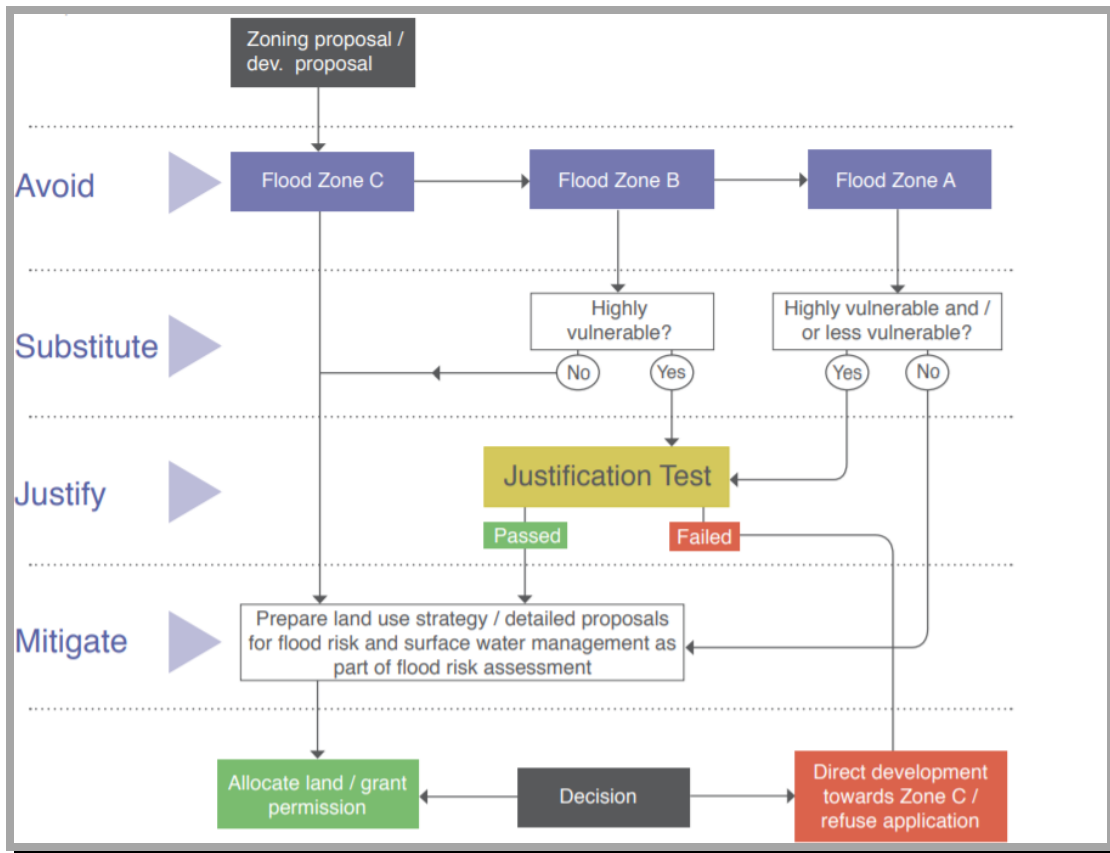 Zoning proposal /
dev. proposal
Avoid
Flood Zone C
Flood Zone B
Flood Zone A
Substitute
Highly
vulnerable?
Highly vulnerable and /
or less vulnerable?
No
Yes
Yes
No
Justify
Justification Test
Passed
Failed
Mitigate
Prepare land use strategy / detailed proposals
for flood risk and surface water management as
part of flood risk assessment
Allocate land / grant
permission
Decision
Direct development
towards Zone C /
refuse application